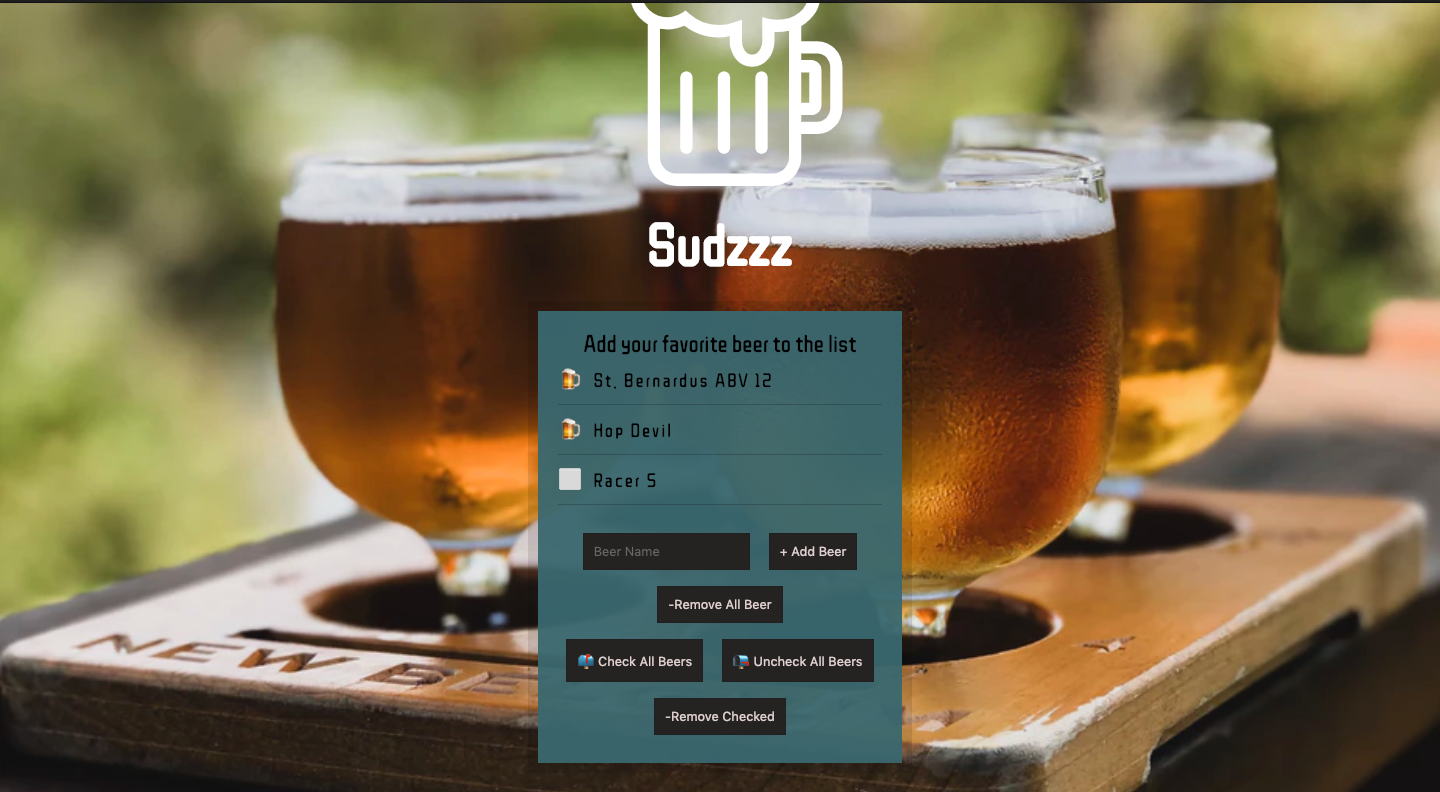 Sudzzz
Add your favorite beer to the list
St. Bernardus ABV 12
Hop Devil
Racer 5
Beer Name
+ Add Beer
-Remove All Beer
Check All Beers
Uncheck All Beers
-Remove Checked
NEW BE